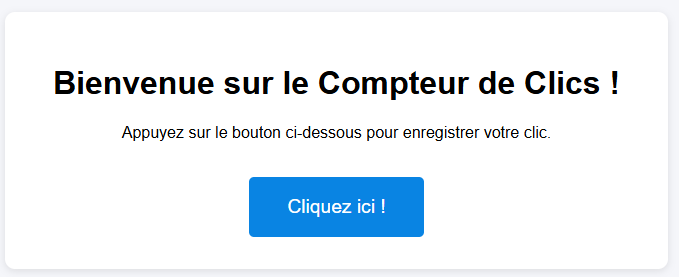 Bienvenue sur le Compteur de Clics !
Appuyez sur le bouton ci-dessous pour enregistrer votre clic.
Cliquez ici !